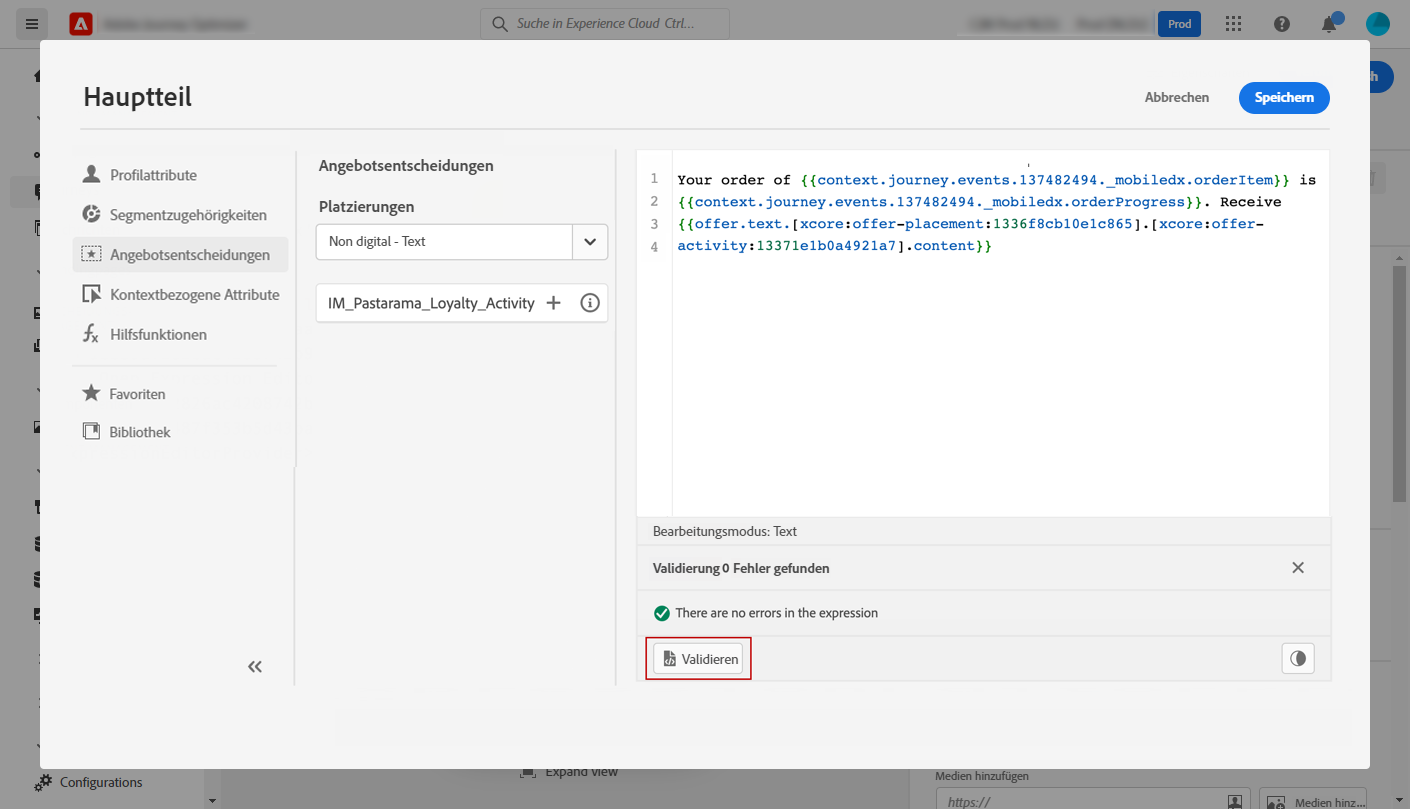 Suche in Experience Cloud Ctrl...
Prod
Hauptteil
Abbrechen
Speichern
Profilattribute
Segmentzugehörigkeiten
Angebotsentscheidungen
Kontextbezogene Attribute
Hilfsfunktionen
Favoriten
Bibliothek
Angebotsentscheidungen
Platzierungen
Non digital - Text
IM_Pastarama_Loyalty_Activity
1 Your order of {{context.journey.events.137482494._mobiledx.orderItem}} is
2 {{context.journey.events.137482494._mobiledx.orderProgress}}. Receive
3 {{offer.text.[xcore:offer-placement:1336f8cb10e1c865].[xcore:offer-
4 activity:13371e1b0a4921a7].content}}
Bearbeitungsmodus: Text
Validierung 0 Fehler gefunden
There are no errors in the expression
Validieren
Configurations
Expand view
Medien hinzufügen
https://
Medien hinz...